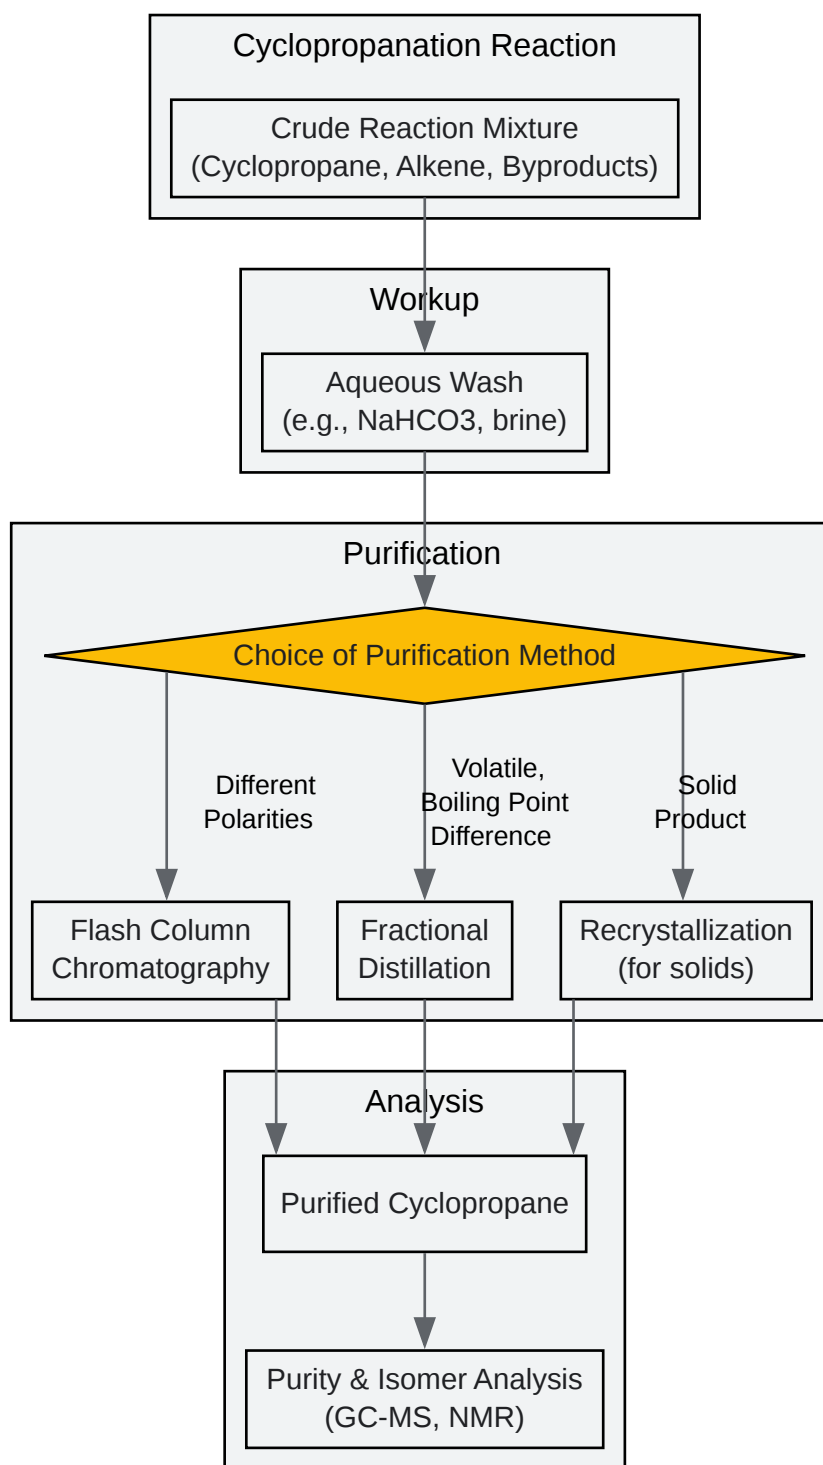 Cyclopropanation Reaction
Crude Reaction Mixture
(Cyclopropane, Alkene, Byproducts)
Workup
Aqueous Wash
(e.g., NaHCO3, brine)
Purification
Choice of Purification Method
Different
Polarities
Volatile,
Boiling Point
Difference
Solid
Product
Flash Column
Chromatography
Fractional
Distillation
Recrystallization
(for solids)
Analysis
Purified Cyclopropane
Purity & Isomer Analysis
(GC-MS, NMR)